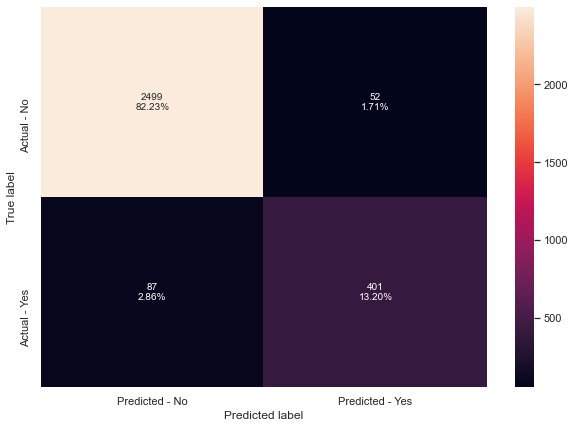 2499
82.23%
52
1.71%
Actual - No
87
2.86%
401
13.20%
Actual - Yes
True label
Predicted - No
Predicted - Yes
Predicted label
2000
1500
1000
500